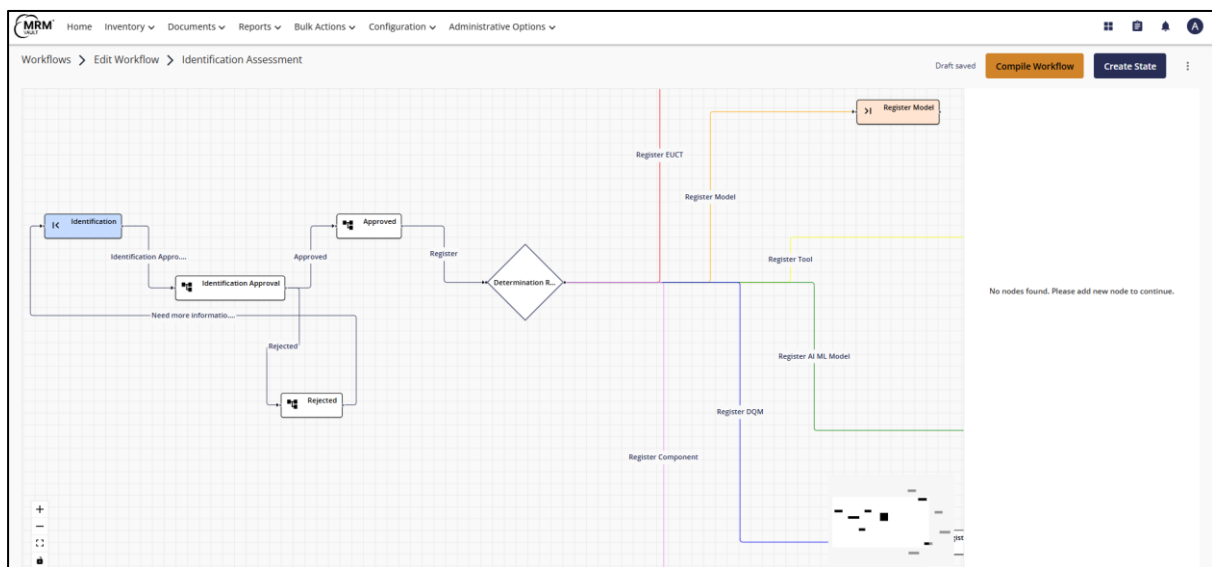 MRM
VAULT
Home Inventory Documents Reports Bulk Actions Configuration Administrative Options
A
Workflows > Edit Workflow > Identification Assessment
Draft saved
Compile Workflow
Create State
Register Model
Register EUCT
Register Model
Identification
Approved
Identification Appro....
Approved
Register
Register Tool
Identification Approval
Determination R...
No nodes found. Please add new node to continue.
Need more informatio....
Rejected
Register AI ML Model
Rejected
Register DQM
Register Component
gist